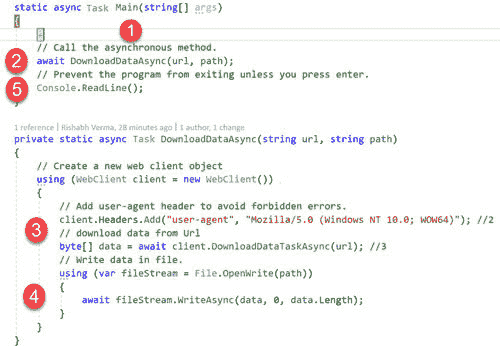 static async Task Main(string[] args)
{
1
// Call the asynchronous method.
2 await DownloadDataAsync(url, path);
// Prevent the program from exiting unless you press enter.
5 Console.ReadLine();
}
1 reference | Rishabh Verma, 28 minutes ago | 1 author, 1 change
private static async Task DownloadDataAsync(string url, string path)
{
// Create a new web client object
using (WebClient client = new WebClient())
{
// Add user-agent header to avoid forbidden errors.
3 client.Headers.Add("user-agent", "Mozilla/5.0 (Windows NT 10.0; WOW64)"); //2
// download data from Url
byte[] data = await client.DownloadDataTaskAsync(url); //3
// Write data in file.
using (var fileStream = File.OpenWrite(path))
4 {
await fileStream.WriteAsync(data, 0, data.Length);
}
}
}